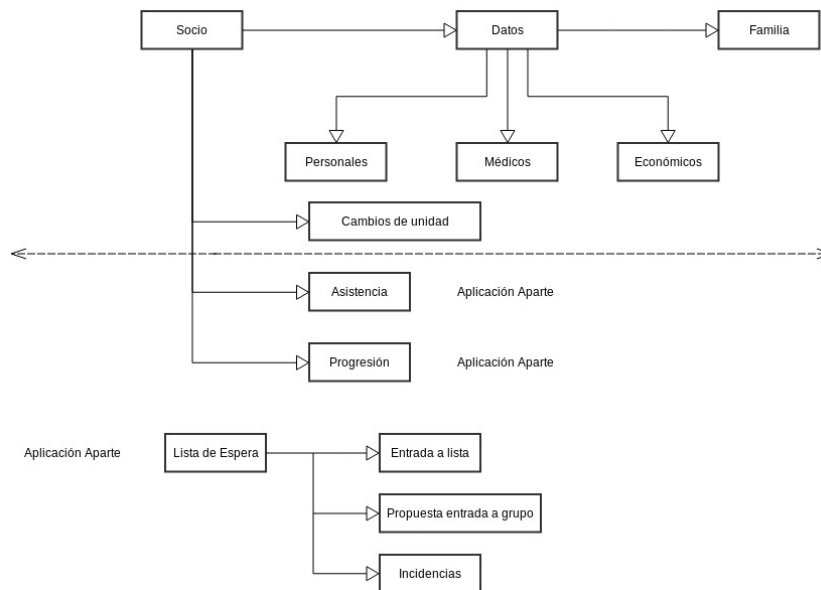 Socio
Datos
Familia
Personales
Médicos
Económicos
Cambios de unidad
Asistencia
Aplicación Aparte
Progresión
Aplicación Aparte
Aplicación Aparte
Lista de Espera
Entrada a lista
Propuesta entrada a grupo
Incidencias